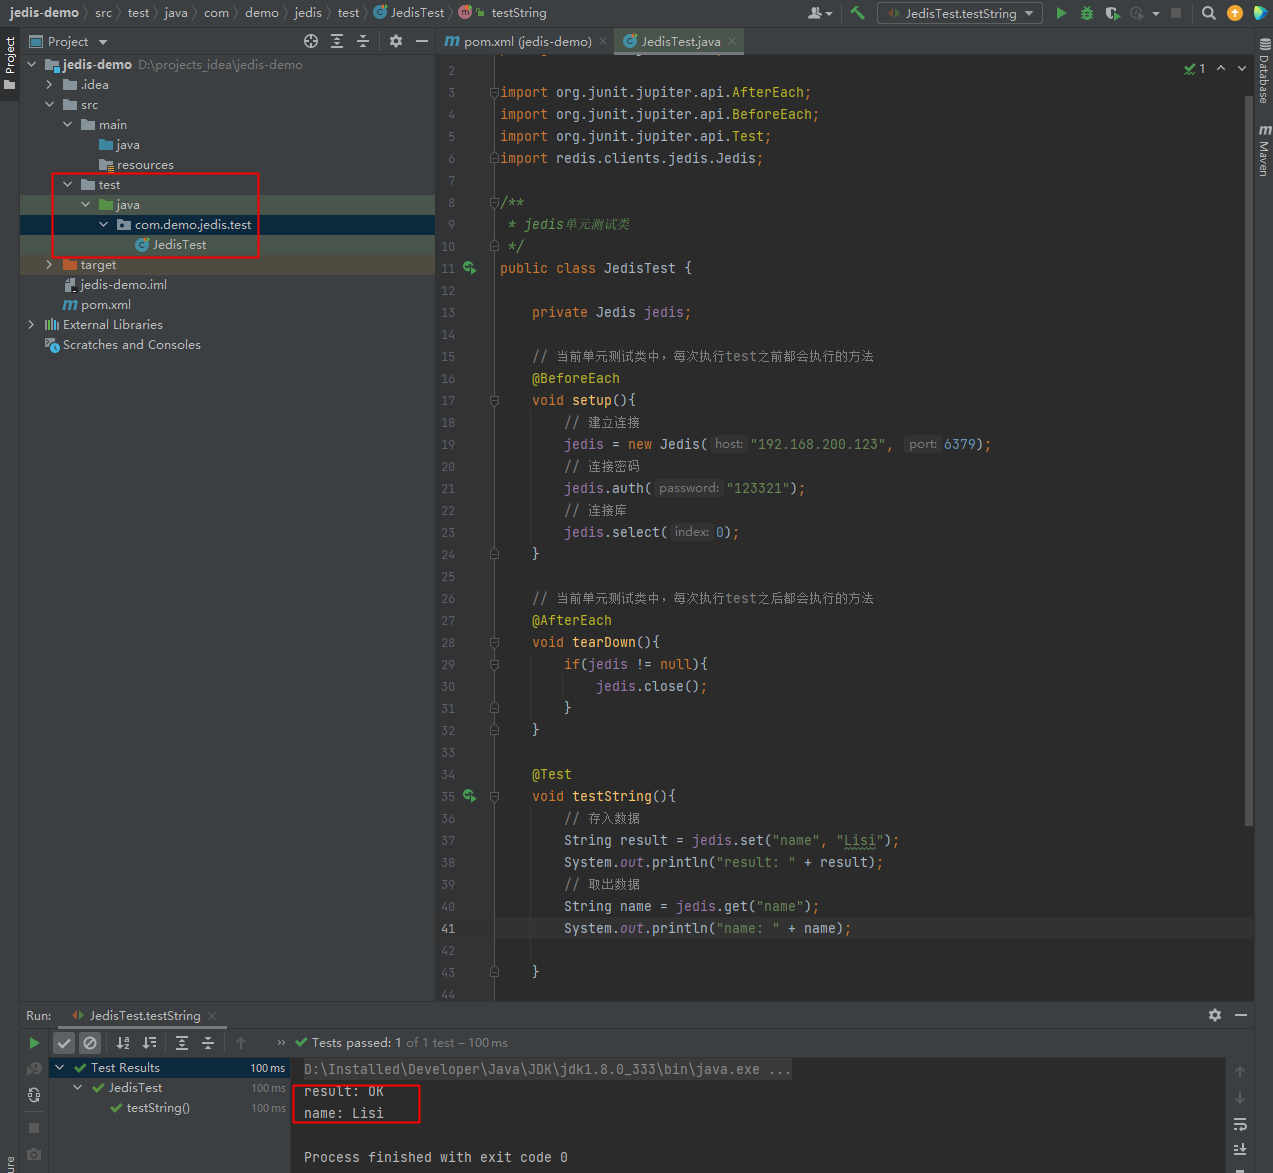 jedis-demo src test java com demo jedis test JedisTest testString
JedisTest.testString
Project
jedis-demo D:\projects_idea\jedis-demo
.idea
src
main
java
resources
test
java
com.demo.jedis.test
JedisTest
target
jedis-demo.iml
pom.xml
External Libraries
Scratches and Consoles
Project
pom.xml (jedis-demo)
JedisTest.java
1
Database
Maven
2
3 import org.junit.jupiter.api.AfterEach;
4 import org.junit.jupiter.api.BeforeEach;
5 import org.junit.jupiter.api.Test;
6 import redis.clients.jedis.Jedis;
7
8 /**
9 * jedis单元测试类
10 */
11 public class JedisTest {
12
13 private Jedis jedis;
14
15 // 当前单元测试类中，每次执行test之前都会执行的方法
16 @BeforeEach
17 void setup(){
18 // 建立连接
19 jedis = new Jedis( host: "192.168.200.123", port: 6379);
20 // 连接密码
21 jedis.auth( password: "123321");
22 // 连接库
23 jedis.select( index: 0);
24 }
25
26 // 当前单元测试类中，每次执行test之后都会执行的方法
27 @AfterEach
28 void tearDown(){
29 if(jedis != null){
30 jedis.close();
31 }
32 }
33
34 @Test
35 void testString(){
36 // 存入数据
37 String result = jedis.set("name", "Lisi");
38 System.out.println("result: " + result);
39 // 取出数据
40 String name = jedis.get("name");
41 System.out.println("name: " + name);
42
43 }
44
Run: JedisTest.testString
Tests passed: 1 of 1 test – 100 ms
Test Results 100 ms
JedisTest 100 ms
testString() 100 ms
D:\Installed\Developer\Java\JDK\jdk1.8.0_333\bin\java.exe ...
result: OK
name: Lisi
Process finished with exit code 0